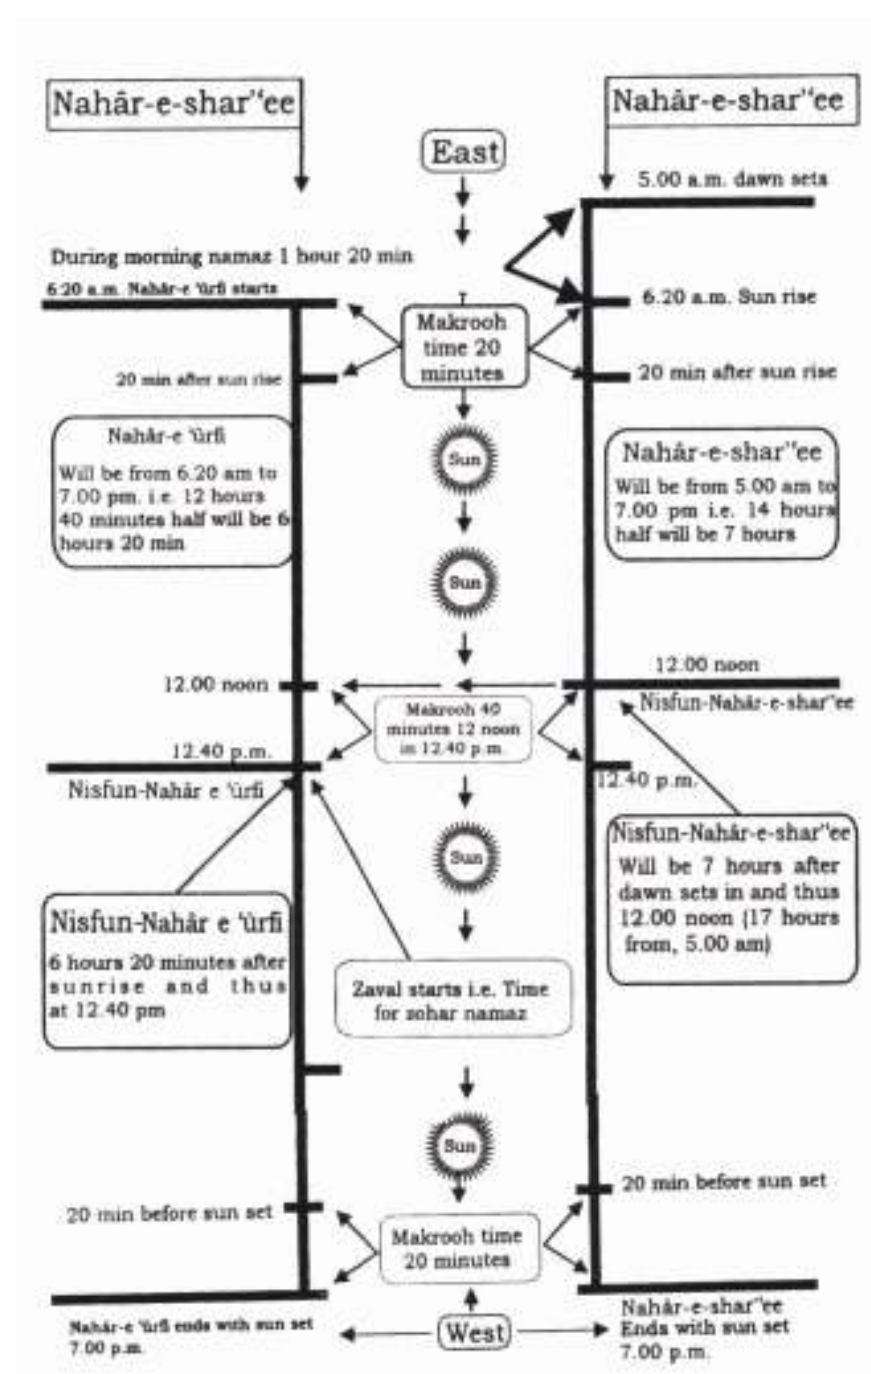 Nahâr-e-shar"ee
Nahâr-e-shar"ee
East
5.00 a.m. dawn sets
During morning namaz 1 hour 20 min
6:20 a.m. Nahâr-e 'ûrfi starts
6.20 a.m. Sun rise
Makrooh
time 20
minutes
20 min after sun rise
20 min after sun rise
Nahâr-e 'ûrfi
Will be from 6.20 am to
7.00 pm. i.e. 12 hours
40 minutes half will be 6
hours 20 min
Sun
Nahâr-e-shar"ee
Will be from 5.00 am to
7.00 pm i.e. 14 hours
half will be 7 hours
Sun
12.00 noon
12.00 noon
Nisfun-Nahâr-e-shar"ee
Makrooh 40
minutes 12 noon
in 12.40 p.m.
12.40 p.m.
Nisfun-Nahâr e 'ûrfi
12.40 p.m.
Sun
Nisfun-Nahâr-e-shar"ee
Will be 7 hours after
dawn sets in and thus
12.00 noon (17 hours
from, 5.00 am)
Nisfun-Nahâr e 'ûrfi
6 hours 20 minutes after
sunrise and thus
at 12.40 pm
Zaval starts i.e. Time
for zohar namaz
Sun
20 min before sun set
20 min before sun set
Makrooh time
20 minutes
Nahár-e 'ûrfi ends with sun set
7.00 p.m.
West
Nahâr-e-shar"ee
Ends with sun set
7.00 p.m.